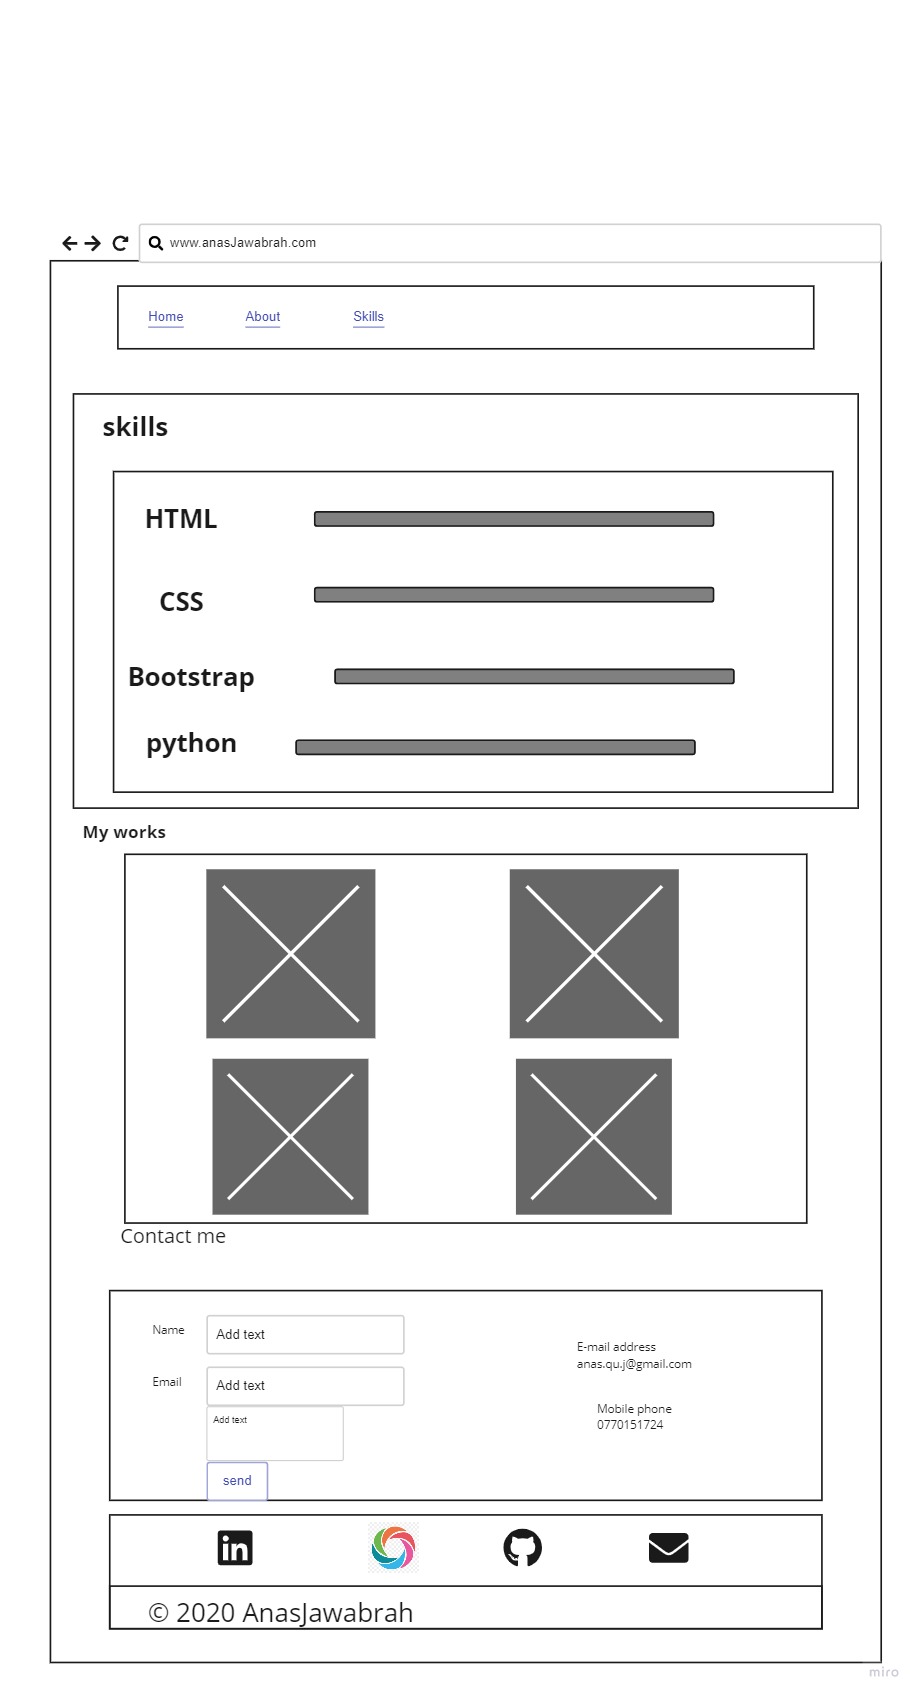 www.anasJawabrah.com
Home About Skills
skills
HTML
CSS
Bootstrap
python
My works
Contact me
Name Add text
Email Add text
Add text
send
E-mail address
anas.qu.j@gmail.com
Mobile phone
0770151724
in
© 2020 AnasJawabrah
miro